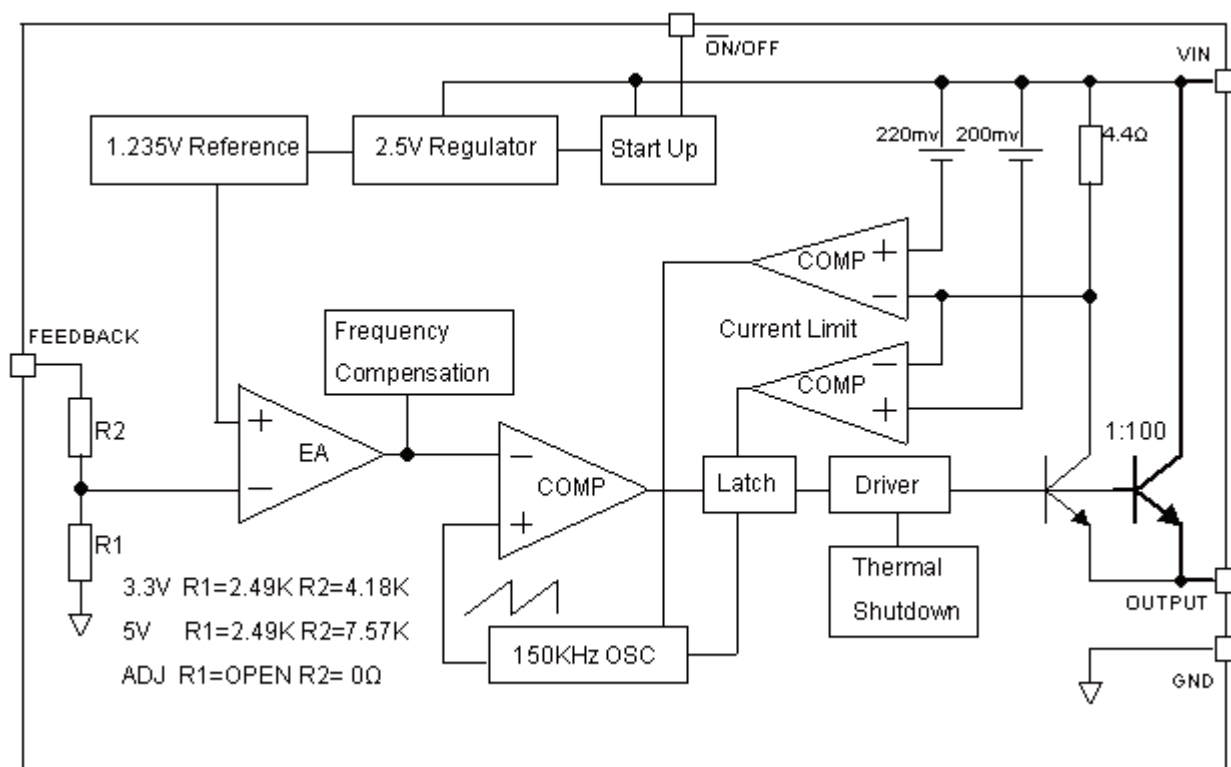 ON/OFF
VIN
1.235V Reference
2.5V Regulator
Start Up
220mv
200mv
4.4Ω
COMP
+
−
Current Limit
−
COMP
+
FEEDBACK
Frequency
Compensation
R2
+
EA
−
−
COMP
+
Latch
Driver
1:100
R1
Thermal
Shutdown
3.3V R1=2.49K R2=4.18K
5V R1=2.49K R2=7.57K
ADJ R1=OPEN R2= 0Ω
150KHz OSC
OUTPUT
GND